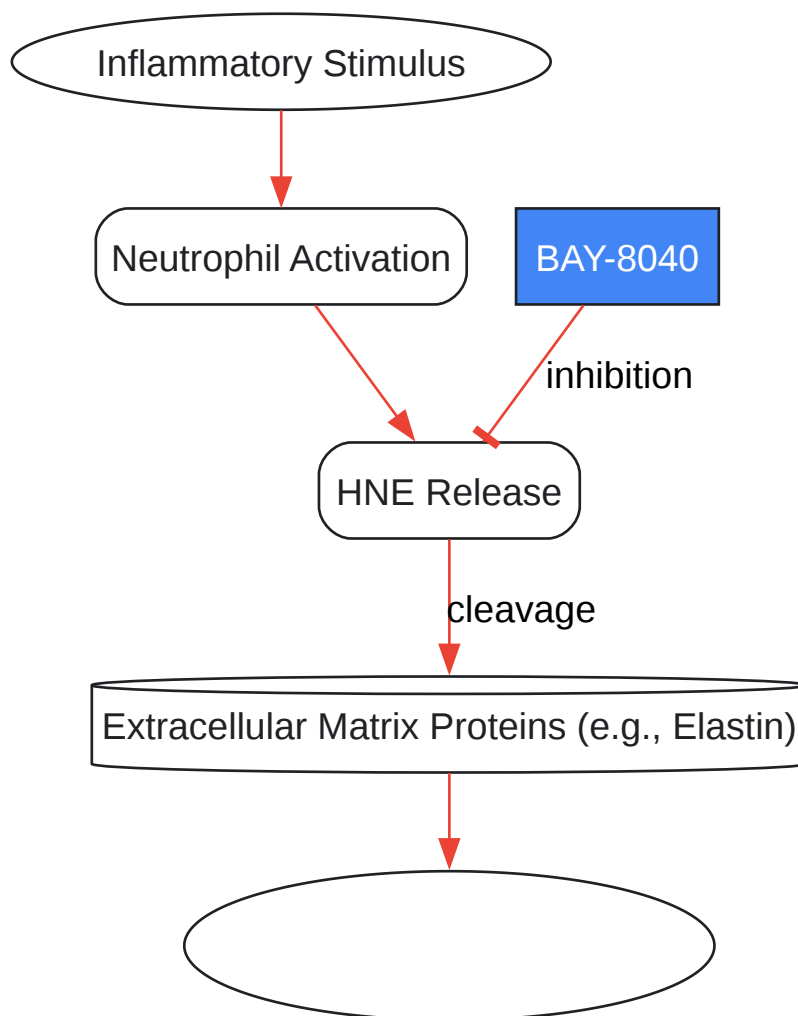 Inflammatory Stimulus
Neutrophil Activation
BAY-8040
inhibition
HNE Release
cleavage
Extracellular Matrix Proteins (e.g., Elastin)